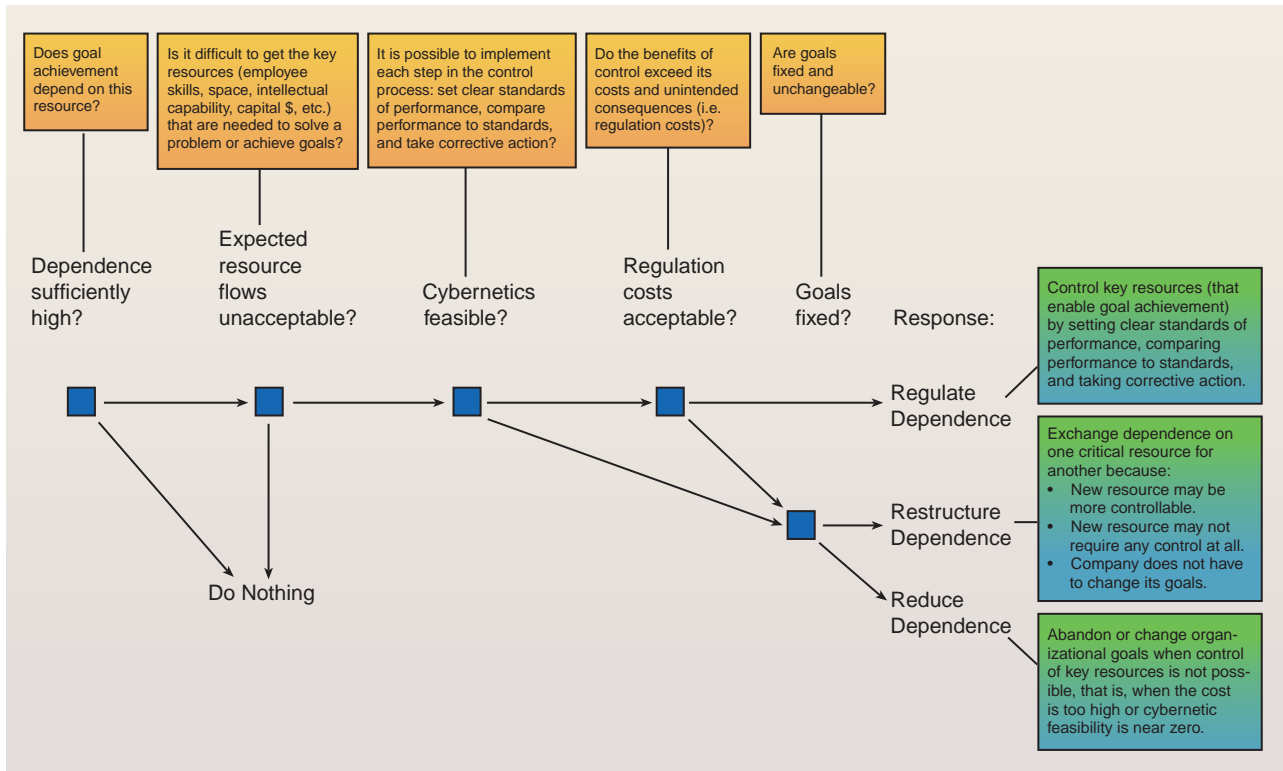 Does goal
achievement
depend on this
resource?
Is it difficult to get the key
resources (employee
skills, space, intellectual
capability, capital $, etc.)
that are needed to solve a
problem or achieve goals?
It is possible to implement
each step in the control
process: set clear standards
of performance, compare
performance to standards,
and take corrective action?
Do the benefits of
control exceed its
costs and unintended
consequences (i.e.
regulation costs)?
Are goals
fixed and
unchangeable?
Dependence
sufficiently
high?
Expected
resource
flows
unacceptable?
Cybernetics
feasible?
Regulation
costs
acceptable?
Goals
fixed?
Response:
Regulate
Dependence
Control key resources (that
enable goal achievement)
by setting clear standards of
performance, comparing
performance to standards,
and taking corrective action.
Restructure
Dependence
Exchange dependence on
one critical resource for
another because:
• New resource may be
more controllable.
• New resource may not
require any control at all.
• Company does not have
to change its goals.
Do Nothing
Reduce
Dependence
Abandon or change organ-
izational goals when control
of key resources is not poss-
ible, that is, when the cost
is too high or cybernetic
feasibility is near zero.